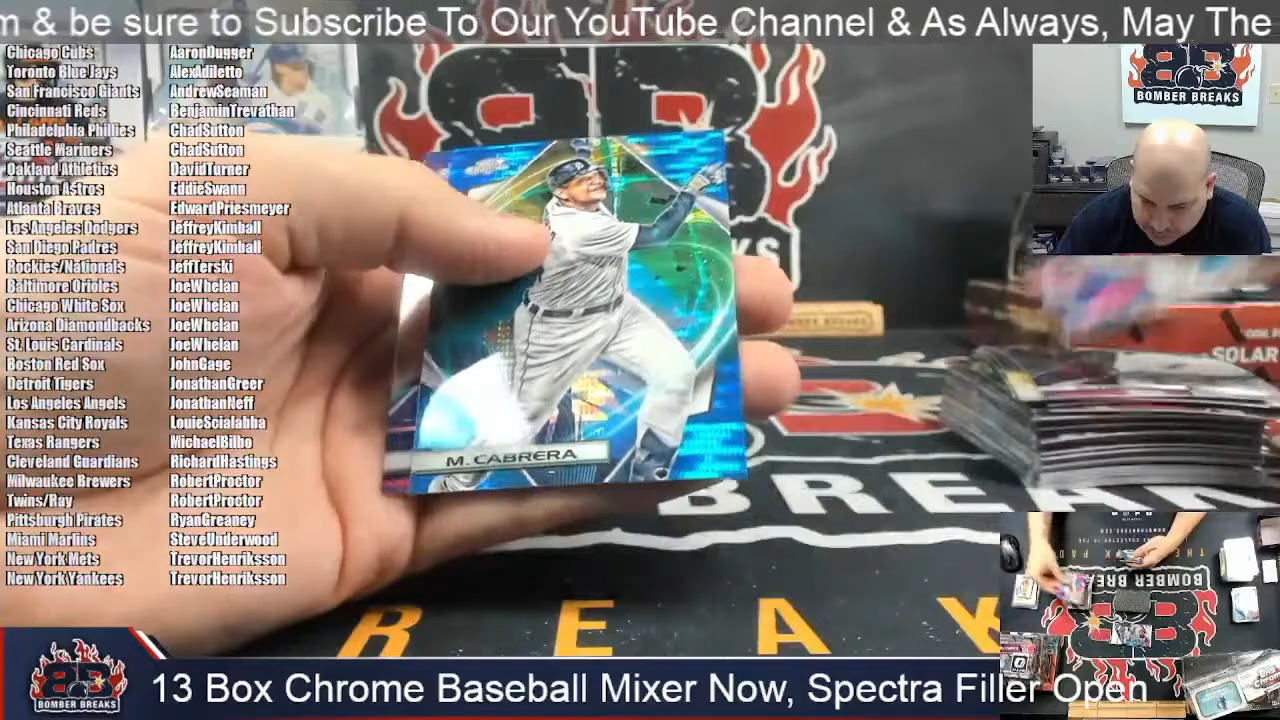 m & be sure to Subscribe To Our YouTube Channel & As Always, May The
Chicago Cubs AaronDugger
Toronto Blue Jays AlexAdiletto
San Francisco Giants AndrewSeaman
Cincinnati Reds BenjaminTrevathan
Philadelphia Phillies ChadSutton
Seattle Mariners ChadSutton
Oakland Athletics DavidTurner
Houston Astros EddieSwann
Atlanta Braves EdwardPriesmeyer
Los Angeles Dodgers JeffreyKimball
San Diego Padres JeffreyKimball
Rockies/Nationals JeffTerski
Baltimore Orioles JoeWhelan
Chicago White Sox JoeWhelan
Arizona Diamondbacks JoeWhelan
St. Louis Cardinals JoeWhelan
Boston Red Sox JohnGage
Detroit Tigers JonathanGreer
Los Angeles Angels JonathanNeff
Kansas City Royals LouieScialabba
Texas Rangers MichaelBilbo
Cleveland Guardians RichardHastings
Milwaukee Brewers RobertProctor
Twins/Ray RobertProctor
Pittsburgh Pirates RyanGreaney
Miami Marlins SteveUnderwood
New York Mets TrevorHenriksson
New York Yankees TrevorHenriksson
BOMBER BREAKS
M. CABRERA
SOLAR
BREAK
BREAK
BOMBER BRE
BOMBER BREAKS
13 Box Chrome Baseball Mixer Now, Spectra Filler Open